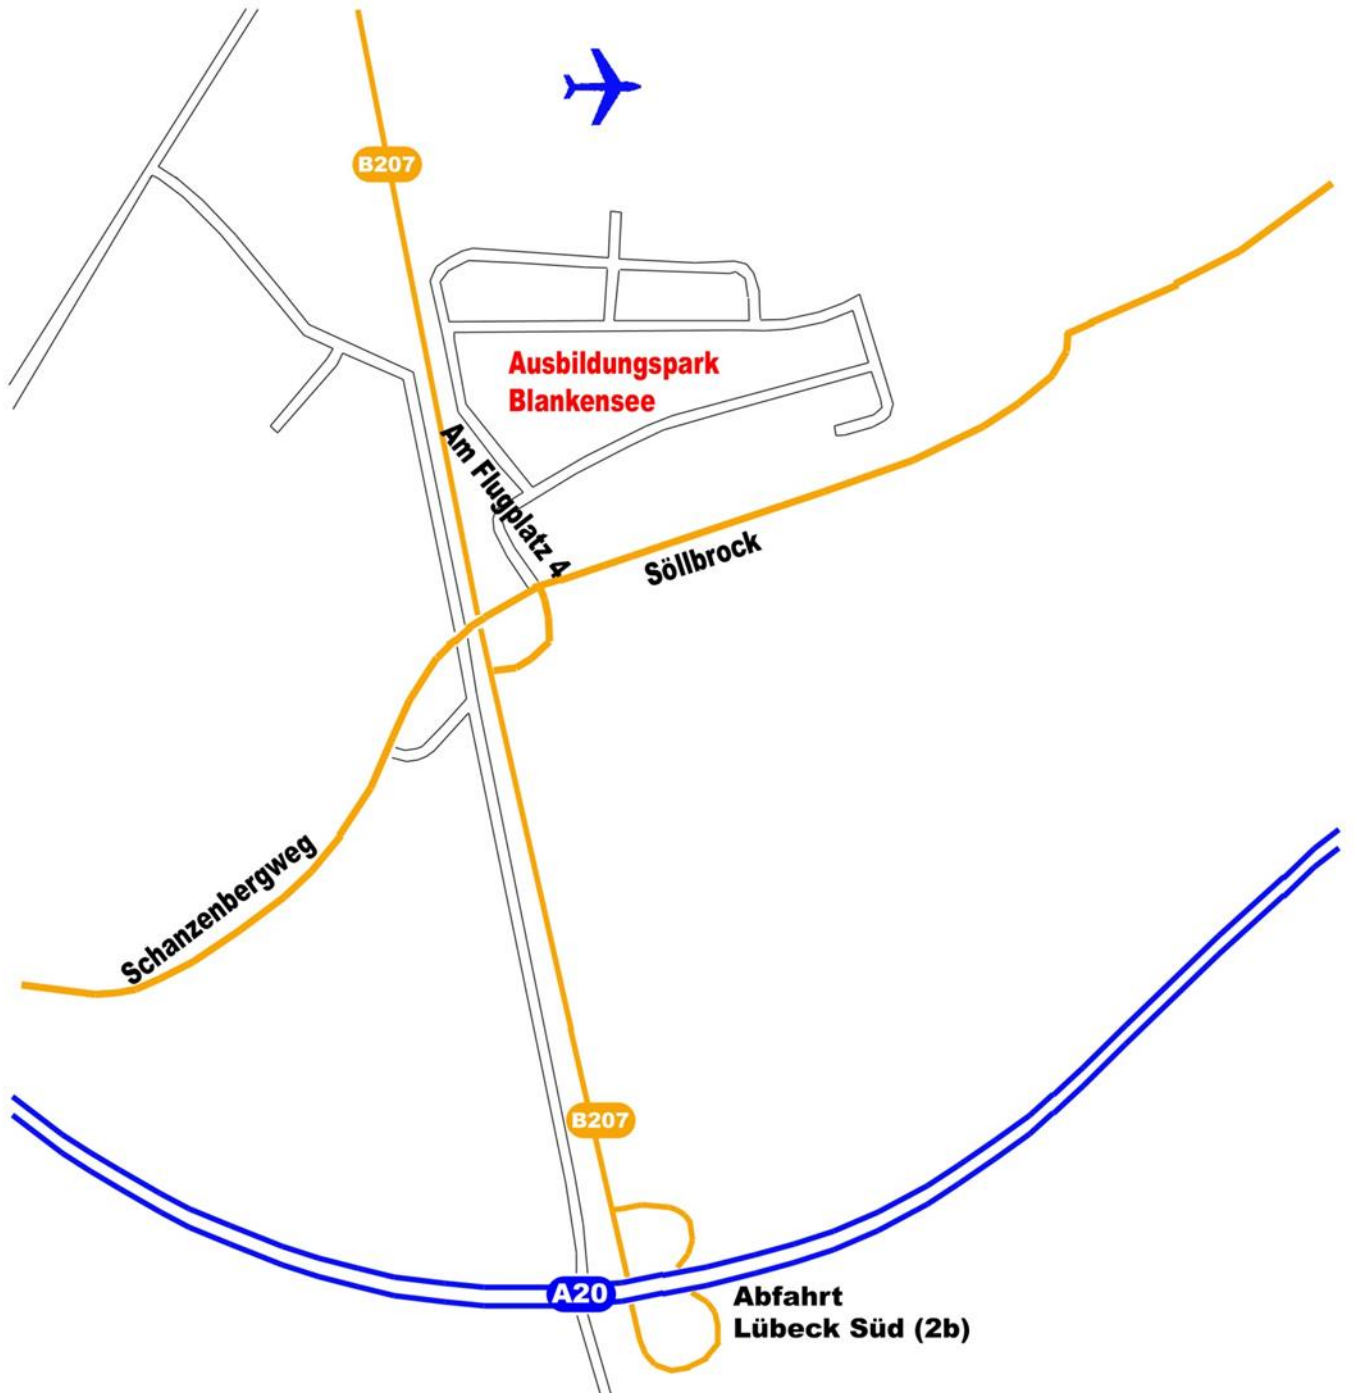 B207
Ausbildungspark
Blankensee
Am Flugplatz 4
Söllbrock
Schanzenbergweg
B207
A20
Abfahrt
Lübeck Süd (2b)